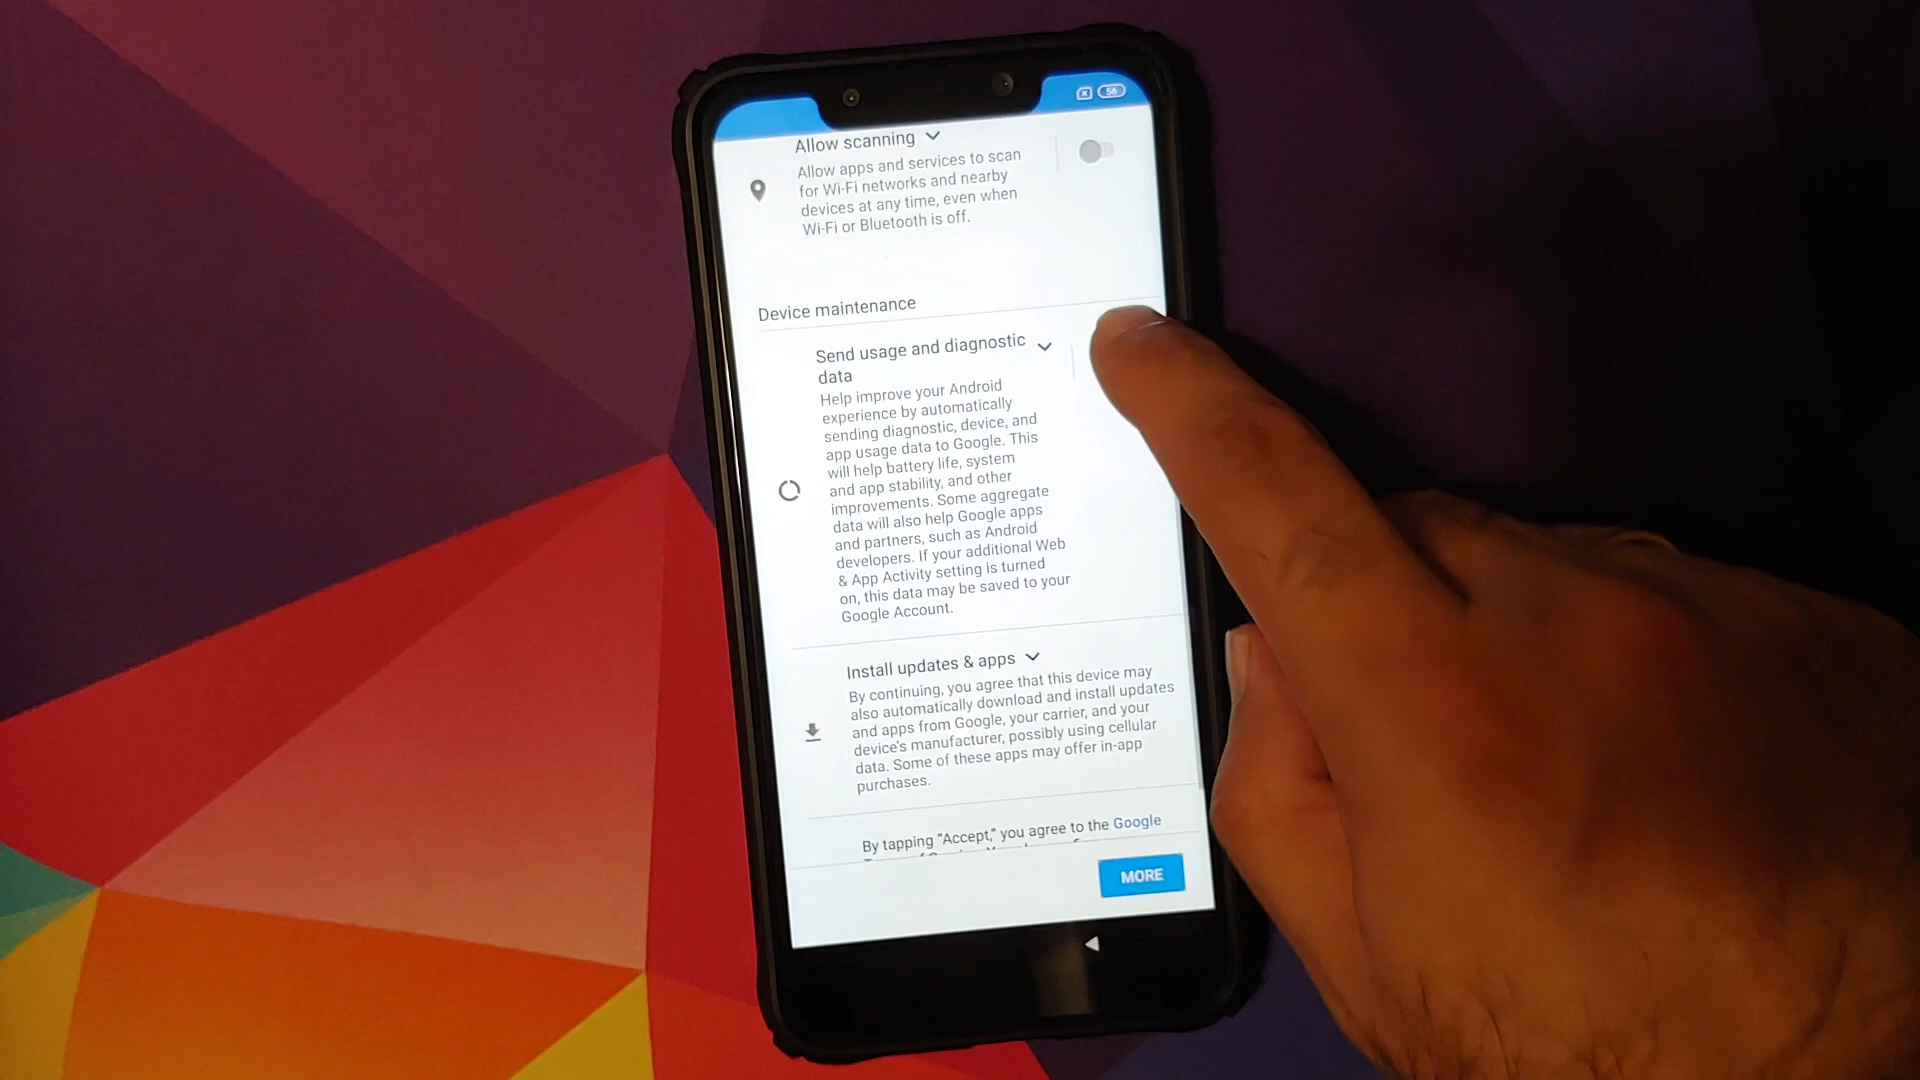 56
Allow scanning
Allow apps and services to scan
for Wi-Fi networks and nearby
devices at any time, even when
Wi-Fi or Bluetooth is off.
Device maintenance
Send usage and diagnostic
data
Help improve your Android
experience by automatically
sending diagnostic, device, and
app usage data to Google. This
will help battery life, system
and app stability, and other
improvements. Some aggregate
data will also help Google apps
and partners, such as Android
developers. If your additional Web
& App Activity setting is turned
on, this data may be saved to your
Google Account.
Install updates & apps
By continuing, you agree that this device may
also automatically download and install updates
and apps from Google, your carrier, and your
device's manufacturer, possibly using cellular
data. Some of these apps may offer in-app
purchases.
By tapping “Accept,” you agree to the Google
MORE